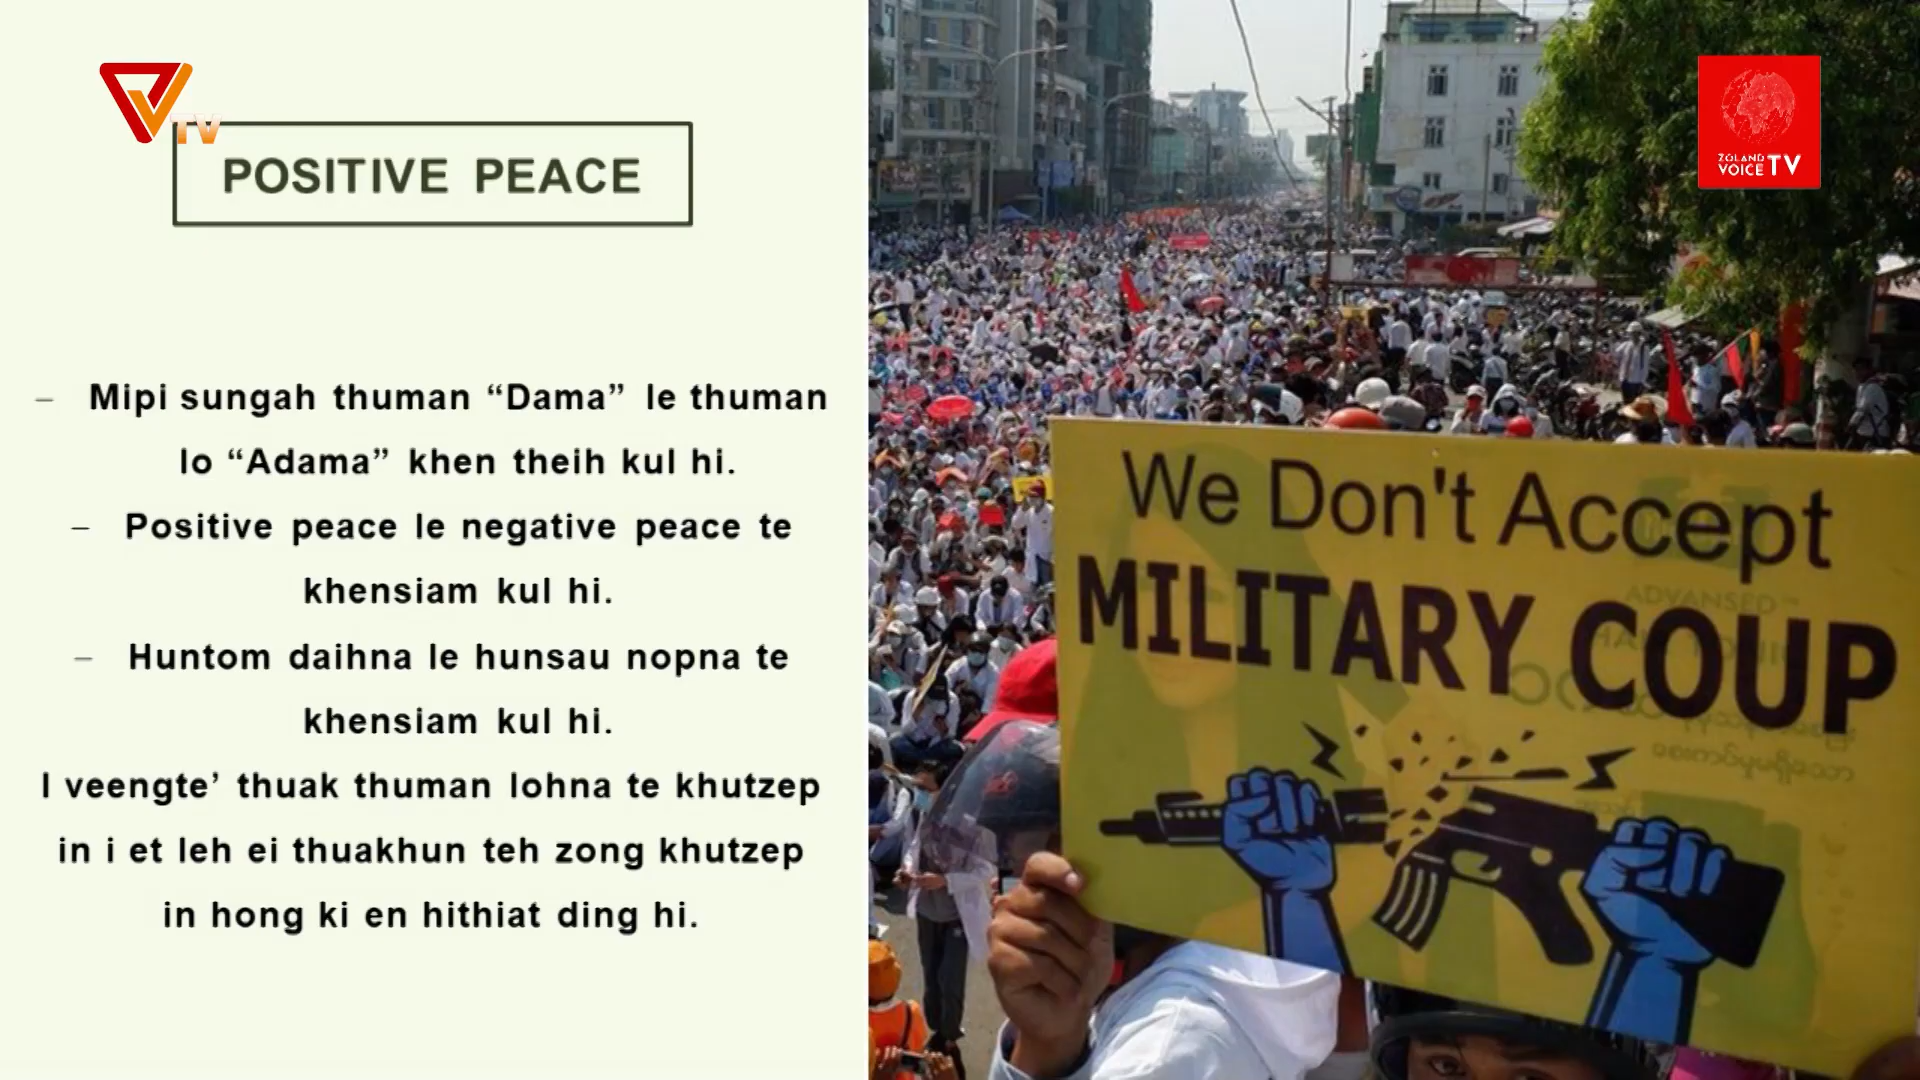 TV
POSITIVE PEACE
– Mipi sungah thuman “Dama” le thuman
lo “Adama” khen theih kul hi.
– Positive peace le negative peace te
khensiam kul hi.
– Huntom daihna le hunsau nopna te
khensiam kul hi.
I veengte’ thuak thuman lohna te khutzep
in i et leh ei thuakhun teh zong khutzep
in hong ki en hithiat ding hi.
ZOLAND
VOICE TV
We Don't Accept
MILITARY COUP
ADVANSED™